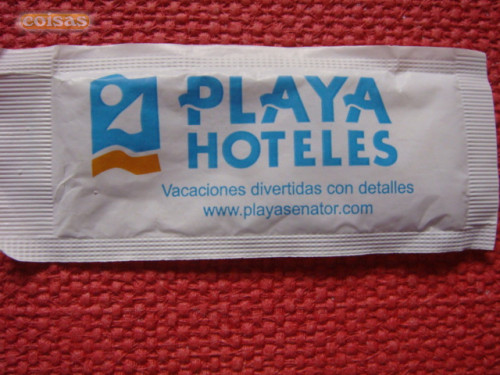 coisas
PLAYA
HOTELES
Vacaciones divertidas con detalles
www.playasenator.com